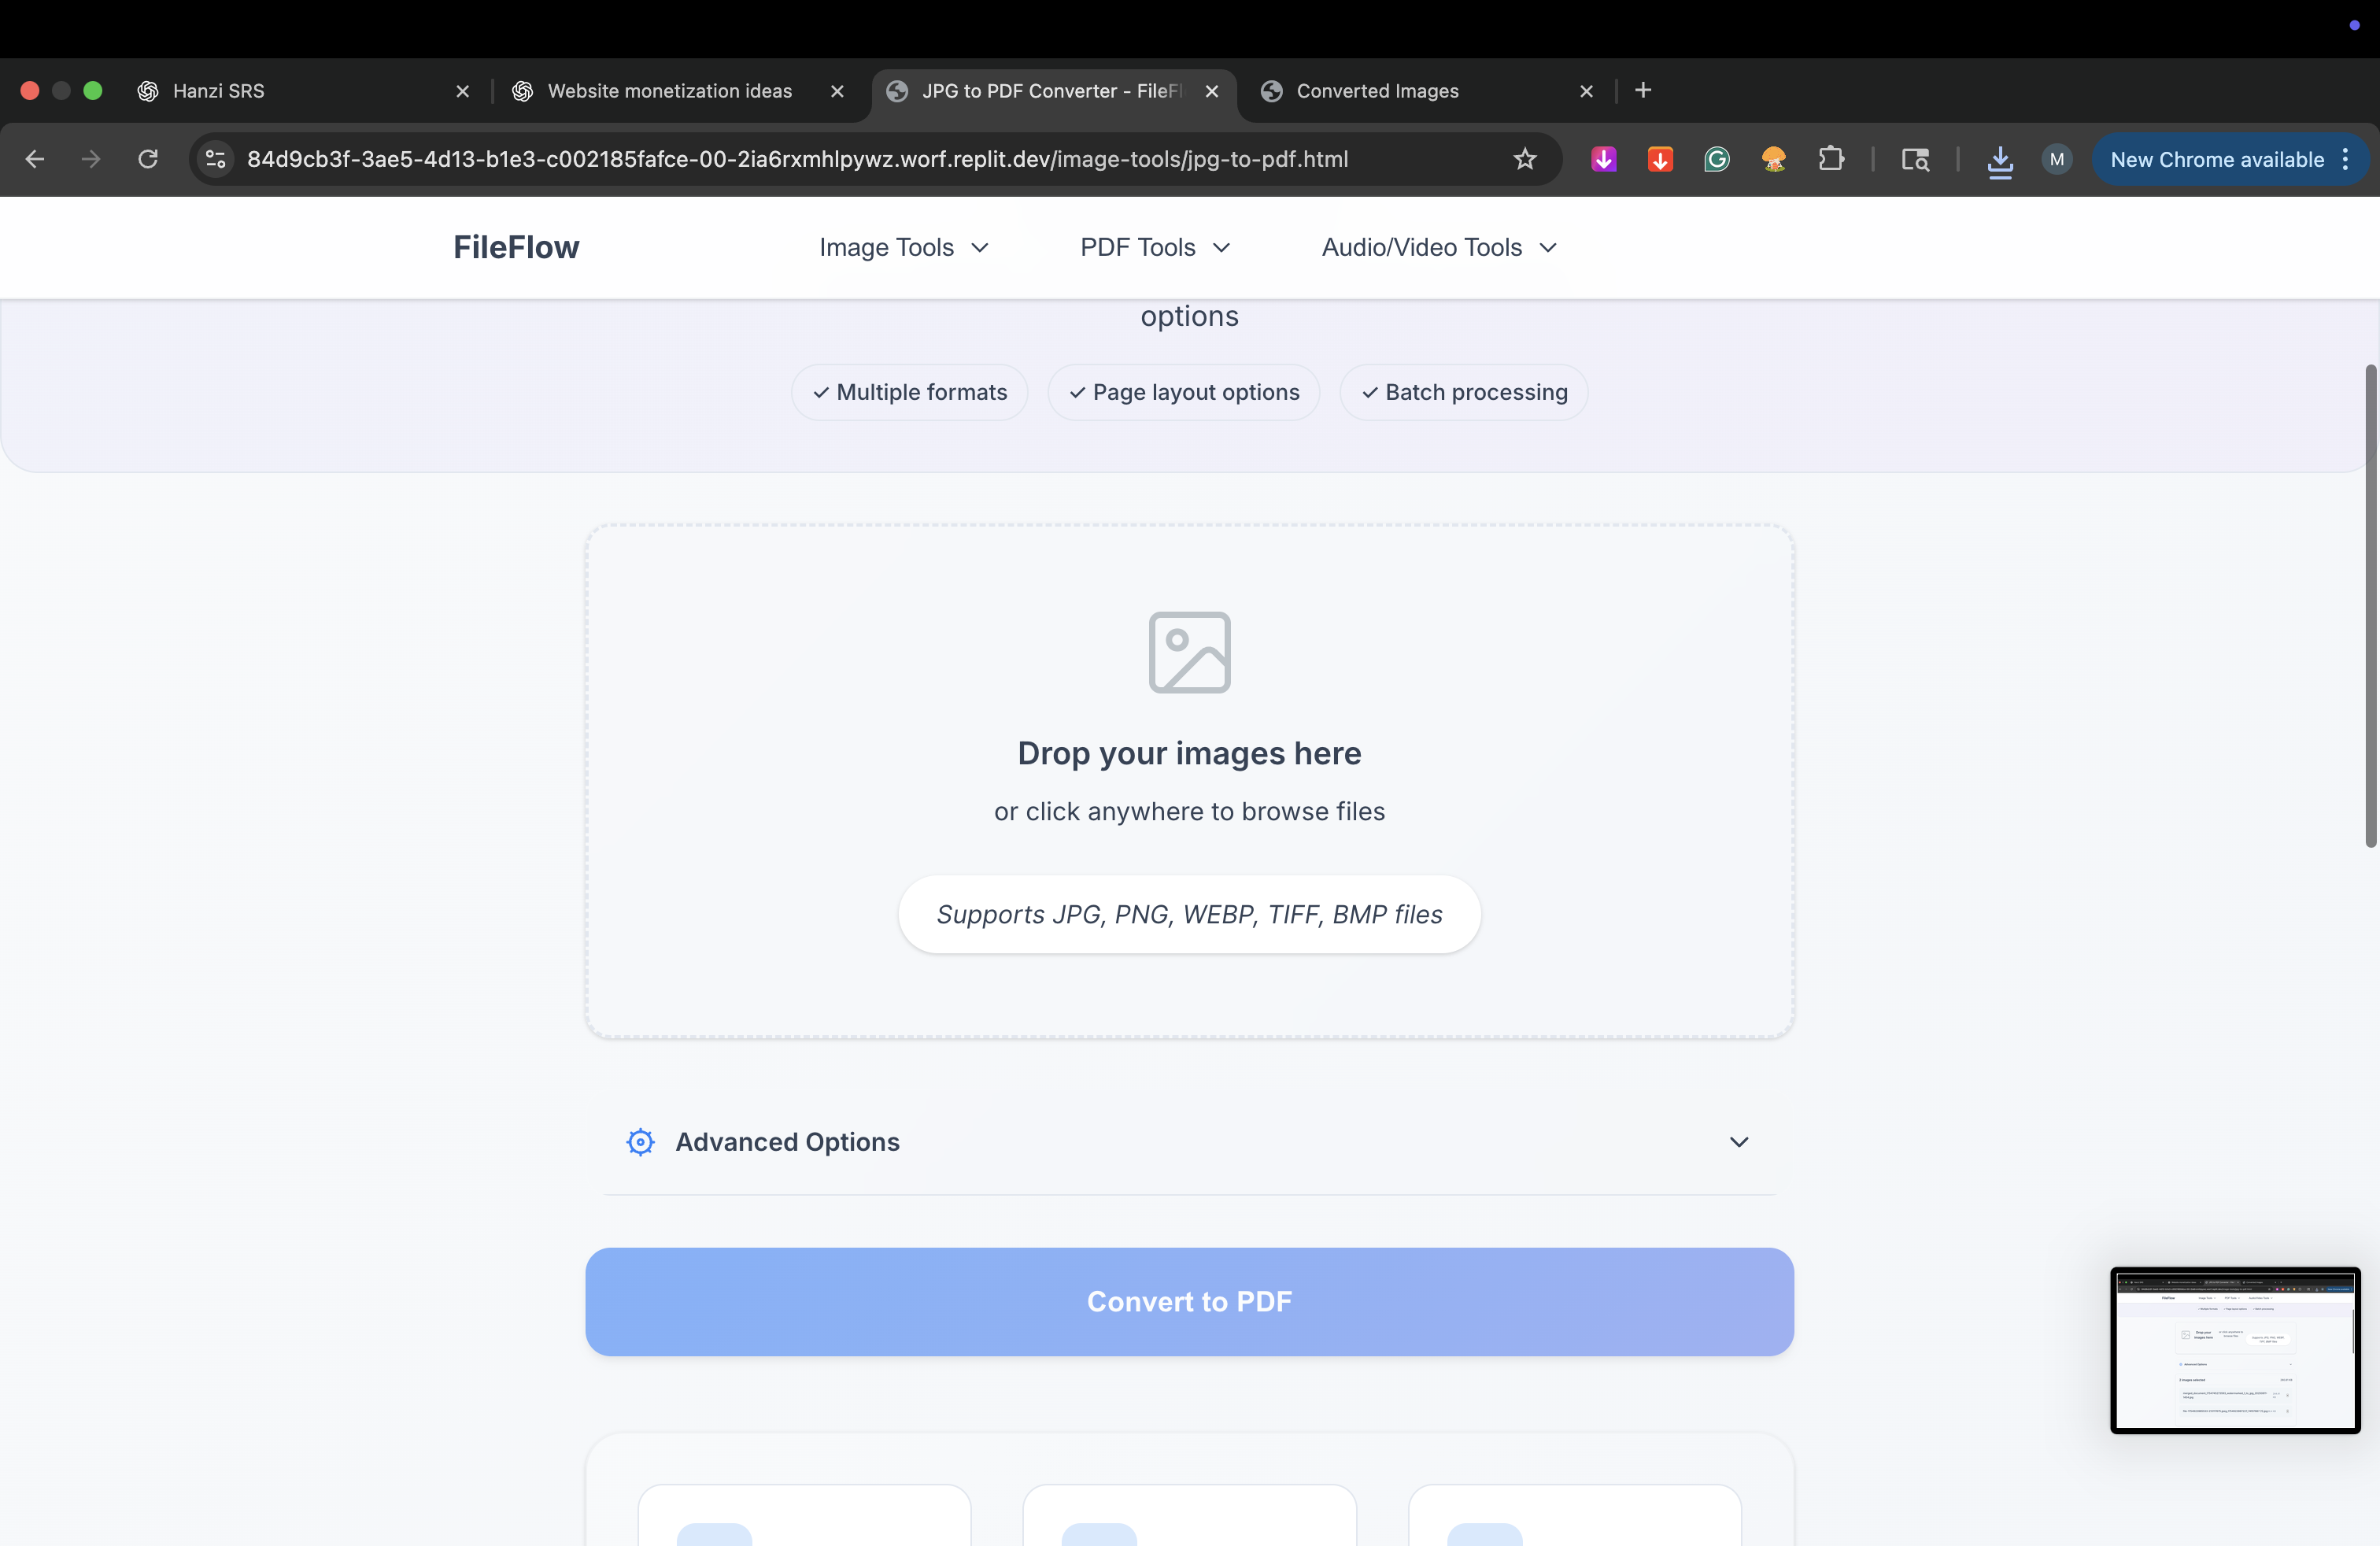 Hanzi SRS
Website monetization ideas
JPG to PDF Converter - FileFl
Converted Images
84d9cb3f-3ae5-4d13-b1e3-c002185fafce-00-2ia6rxmhlpywz.worf.replit.dev/image-tools/jpg-to-pdf.html
M
New Chrome available
FileFlow
Image Tools
PDF Tools
Audio/Video Tools
options
✓ Multiple formats
✓ Page layout options
✓ Batch processing
Drop your images here
or click anywhere to browse files
Supports JPG, PNG, WEBP, TIFF, BMP files
Advanced Options
Convert to PDF